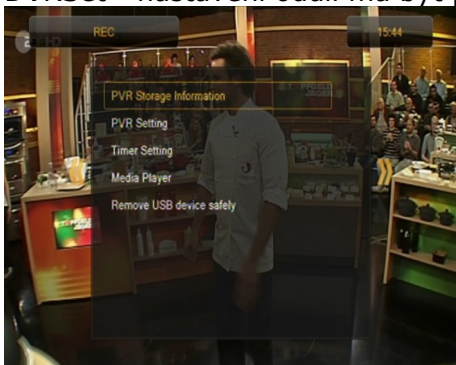 REC
15:44
PVR Storage Information
PVR Setting
Timer Setting
Media Player
Remove USB device safely